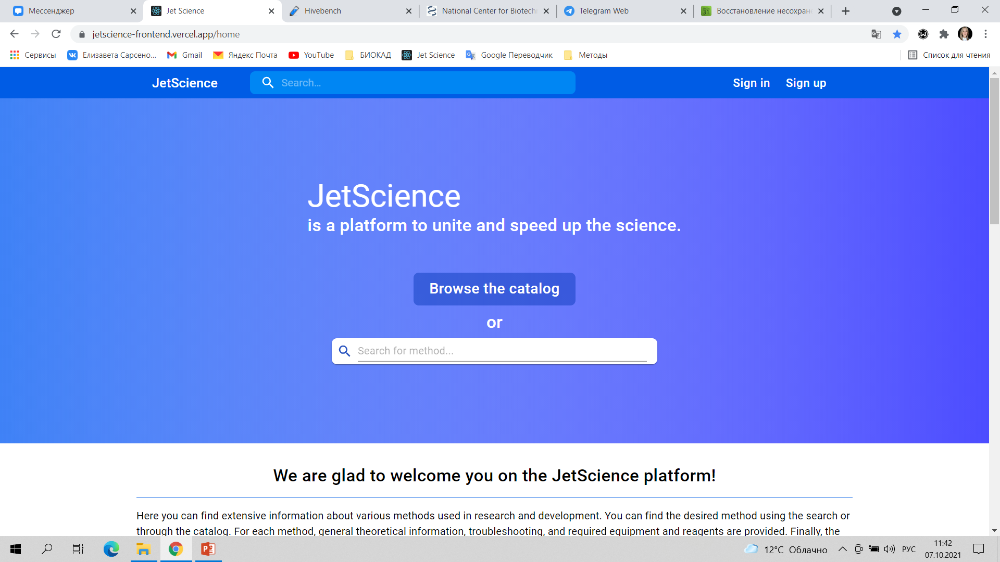 Мессенджер
Jet Science
Hivebench
National Center for Biotech
Telegram Web
Восстановление несохран
jetscience-frontend.vercel.app/home
Сервисы
Елизавета Сарсено...
Gmail
Яндекс Почта
YouTube
БИОКАД
Jet Science
Google Переводчик
Методы
Список для чтения
JetScience
Search...
Sign in
Sign up
JetScience
is a platform to unite and speed up the science.
Browse the catalog
or
Search for method...
We are glad to welcome you on the JetScience platform!
Here you can find extensive information about various methods used in research and development. You can find the desired method using the search or
through the catalog. For each method, general theoretical information, troubleshooting, and required equipment and reagents are provided. Finally, the
12°C Облачно
РУС
11:42
07.10.2021